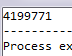 4199771
----------
Process ex